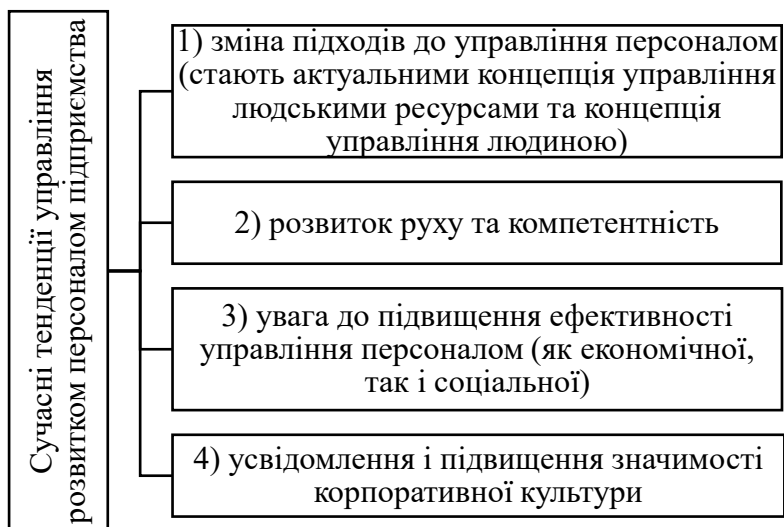 Сучасні тенденції управління
розвитком персоналом підприємства
1) зміна підходів до управління персоналом
(стають актуальними концепція управління
людськими ресурсами та концепція
управління людиною)
2) розвиток руху та компетентність
3) увага до підвищення ефективності
управління персоналом (як економічної,
так і соціальної)
4) усвідомлення і підвищення значимості
корпоративної культури